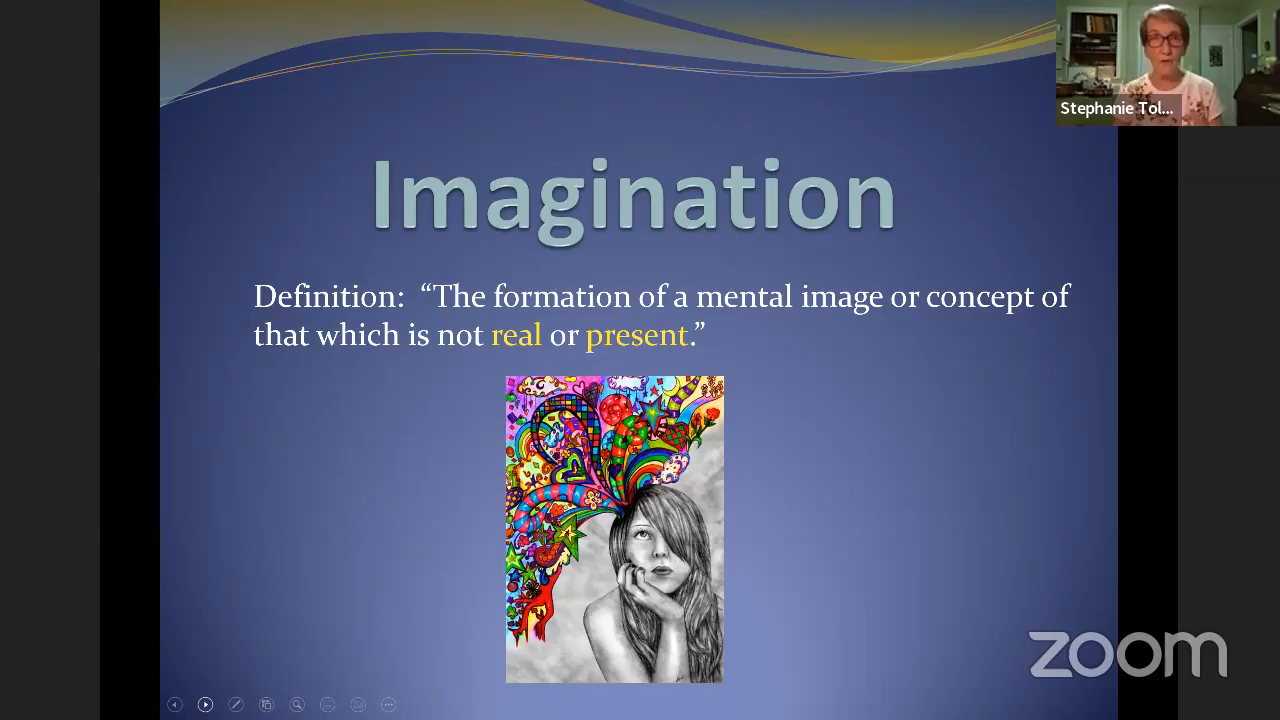 Stephanie Tol...
Imagination
Definition: “The formation of a mental image or concept of
that which is not real or present.”
zoom